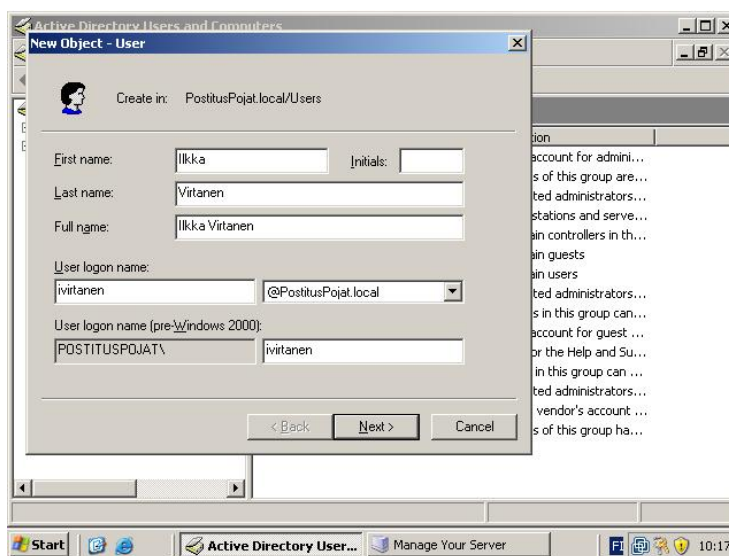 Active Directory Users and Computers
New Object - User
Create in: PostitusPojat.local/Users
First name: Ilkka Initials:
Last name: Virtanen
Full name: Ilkka Virtanen
User logon name:
ivirtanen @PostitusPojat.local
User logon name (pre-Windows 2000):
POSTITUSPOJAT\ ivirtanen
< Back Next > Cancel
tion
account for admini...
s of this group are...
ted administrators...
stations and serve...
ain controllers in th...
ain guests
ain users
ted administrators...
s in this group can...
account for guest ...
or the Help and Su...
in this group can ...
ted administrators...
vendor's account ...
s of this group ha...
Start Active Directory User... Manage Your Server FI 10:17